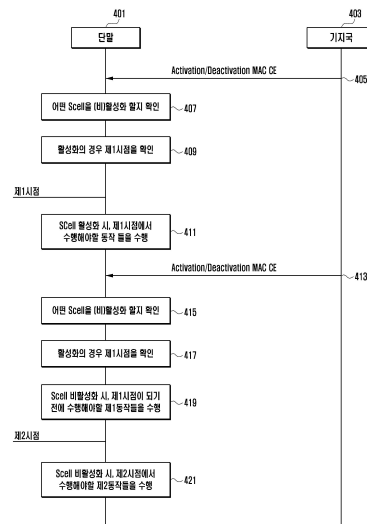 401
403
단말
기지국
Activation/Deactivation MAC CE
405
어떤 Scell을 (비)활성화 할지 확인
407
활성화의 경우 제1시점을 확인
409
제1시점
SCell 활성화 시, 제1시점에서
수행해야할 동작 들을 수행
411
Activation/Deactivation MAC CE
413
어떤 Scell을 (비)활성화 할지 확인
415
활성화의 경우 제1시점을 확인
417
Scell 비활성화 시, 제1시점이 되기
전에 수행해야할 제1동작들을 수행
419
제2시점
Scell 비활성화 시, 제2시점에서
수행해야할 제2동작들을 수행
421